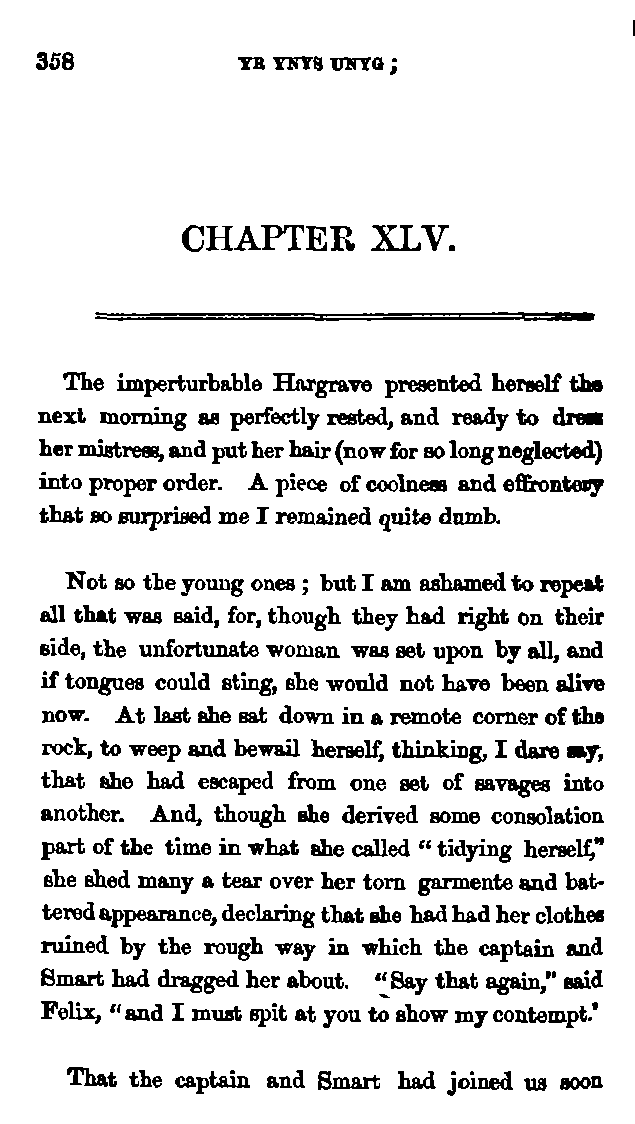 358 YR YNYS UNYG ;
CHAPTER XLV.
The imperturbable Hargrave presented herself the
next morning as perfectly rested, and ready to dress
her mistress, and put her hair (now for so long neglected)
into proper order. A piece of coolness and effrontery
that so surprised me I remained quite dumb.
Not so the young ones ; but I am ashamed to repeat
all that was said, for, though they had right on their
side, the unfortunate woman was set upon by all, and
if tongues could sting, she would not have been alive
now. At last she sat down in a remote corner of the
rock, to weep and bewail herself, thinking, I dare say,
that she had escaped from one set of savages into
another. And, though she derived some consolation
part of the time in what she called “ tidying herself,”
she shed many a tear over her torn garmente and bat-
tered appearance, declaring that she had had her clothes
ruined by the rough way in which the captain and
Smart had dragged her about. “Say that again,” said
Felix, “and I must spit at you to show my contempt.’
That the captain and Smart had joined us soon